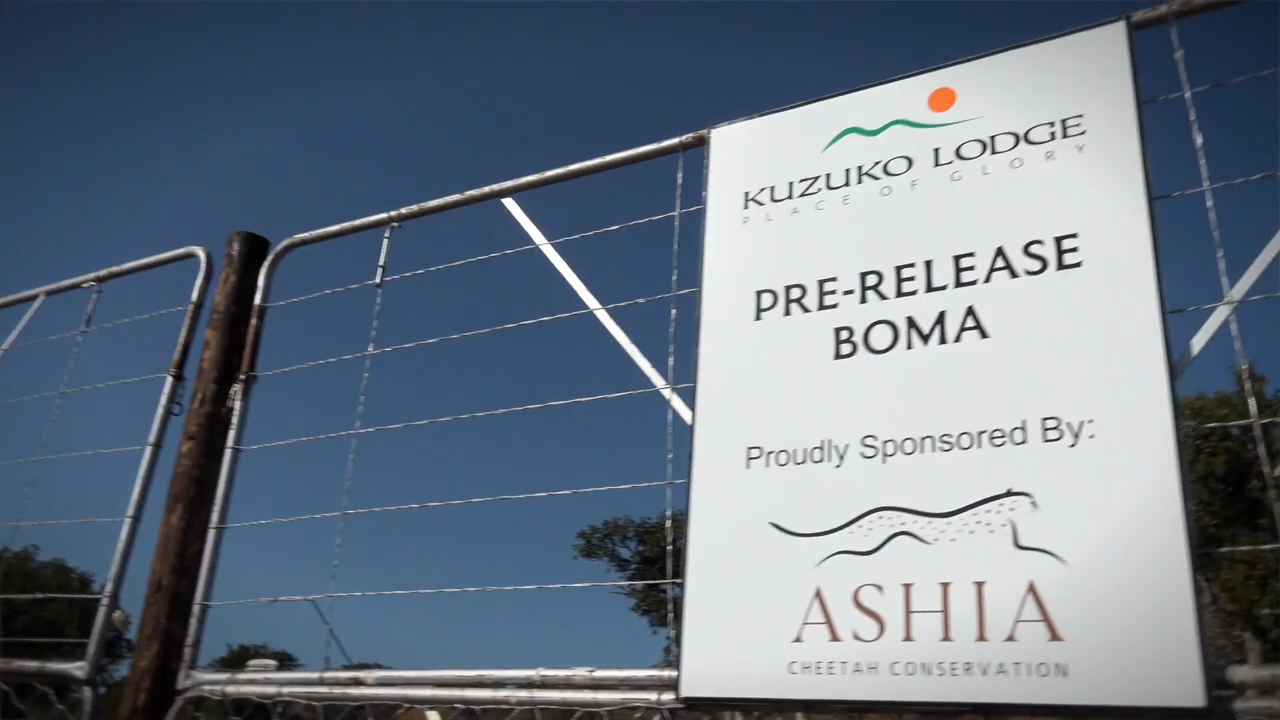 KUZUKO LODGE
PLACE OF GLORY
PRE-RELEASE
BOMA
Proudly Sponsored By:
ASHIA
CHEETAH CONSERVATION